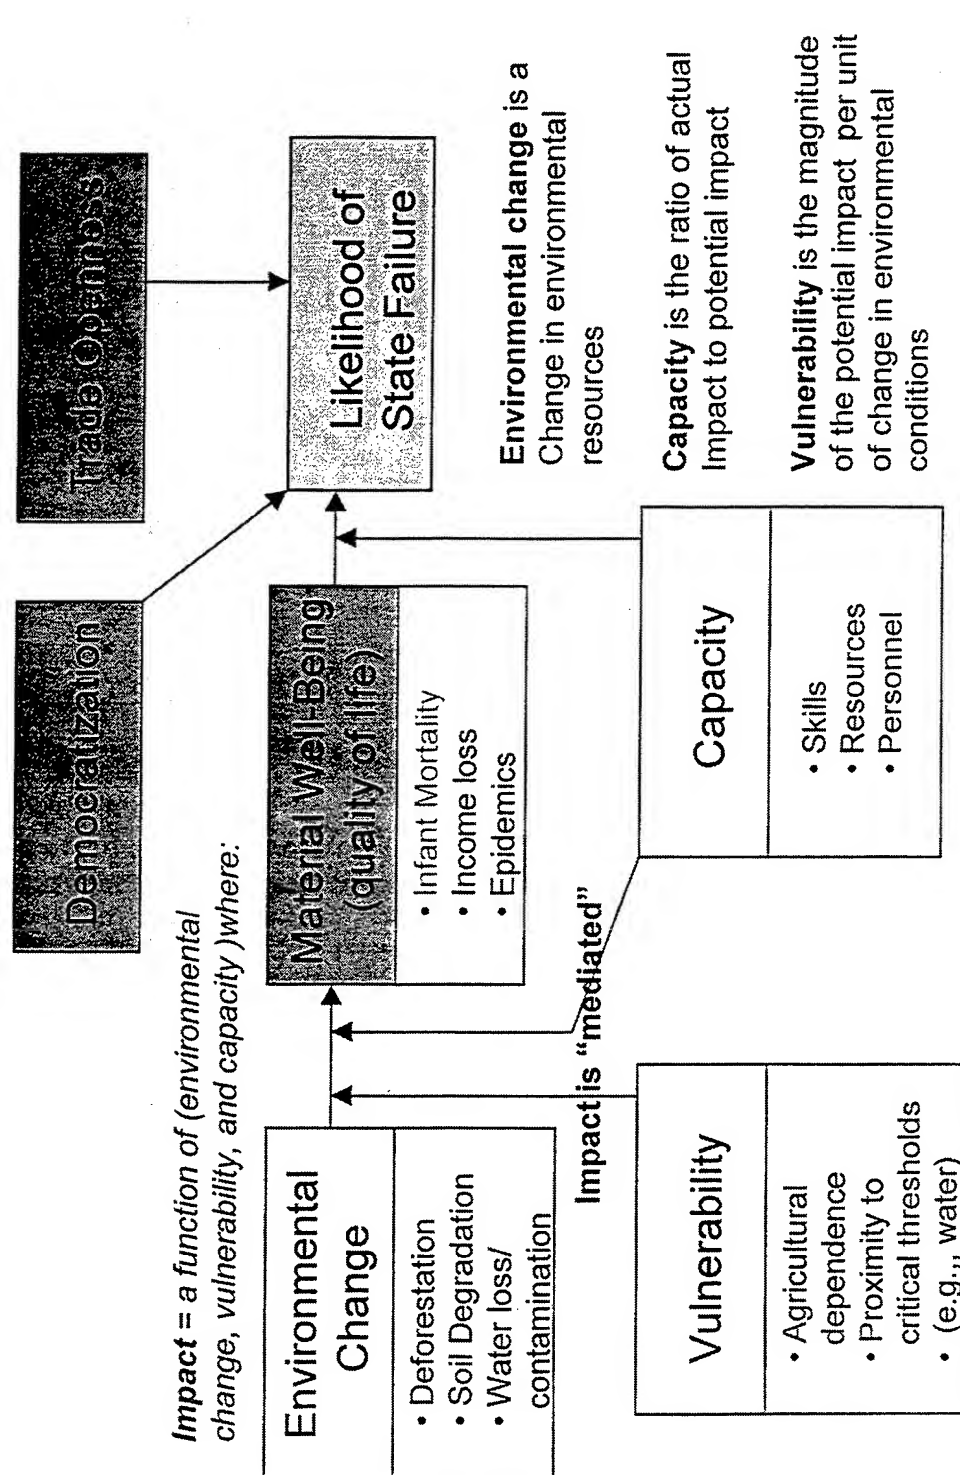 Democratization
Trade Openness
Impact = a function of (environmental
change, vulnerability, and capacity )where:
Environmental
Change
• Deforestation
• Soil Degradation
• Water loss/
contamination
Material Well-Being
(quality of life)
• Infant Mortality
• Income loss
• Epidemics
Likelihood of
State Failure
Impact is “mediated”
Vulnerability
• Agricultural
dependence
• Proximity to
critical thresholds
• (e.g.,, water)
Capacity
• Skills
• Resources
• Personnel
Environmental change is a
Change in environmental
resources
Capacity is the ratio of actual
Impact to potential impact
Vulnerability is the magnitude
of the potential impact per unit
of change in environmental
conditions